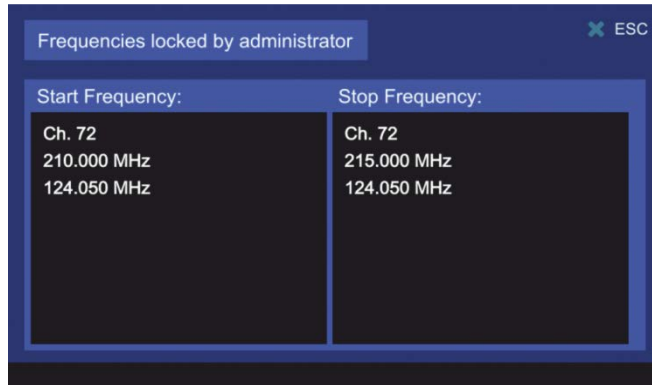 Frequencies locked by administrator
ESC
Start Frequency:
Stop Frequency:
Ch. 72
Ch. 72
210.000 MHz
215.000 MHz
124.050 MHz
124.050 MHz